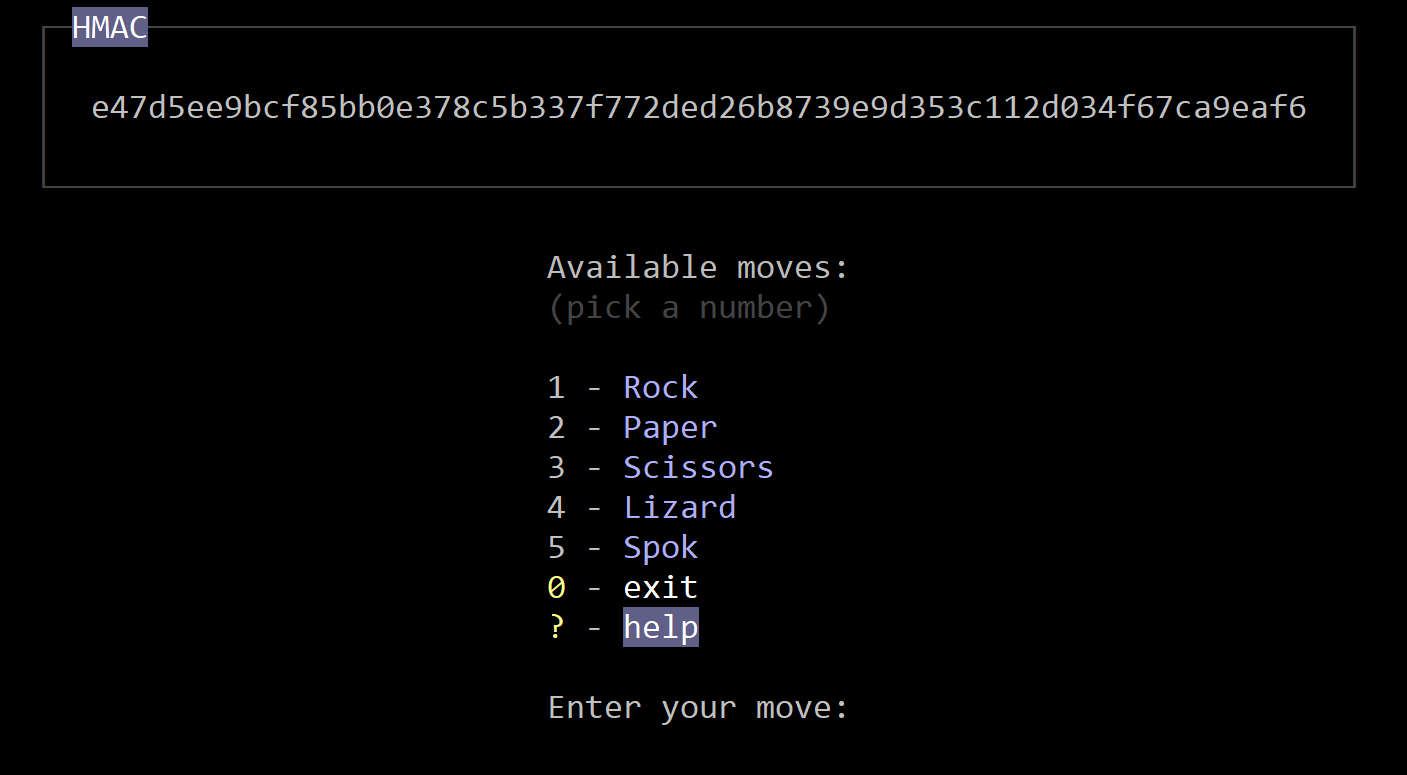 HMAC
e47d5ee9bcf85bb0e378c5b337f772ded26b8739e9d353c112d034f67ca9eaf6
Available moves:
(pick a number)
1 - Rock
2 - Paper
3 - Scissors
4 - Lizard
5 - Spok
0 - exit
? - help
Enter your move: